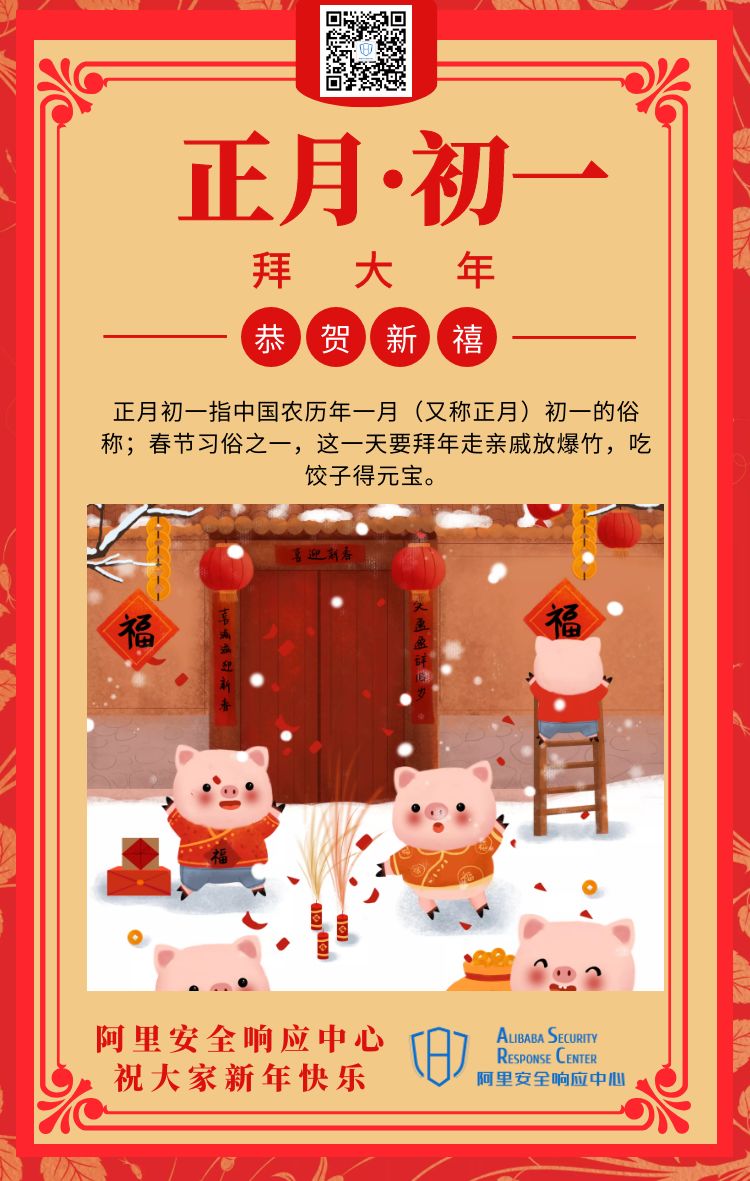 正月·初一
拜大年
恭贺新禧
正月初一指中国农历年一月（又称正月）初一的俗
称；春节习俗之一，这一天要拜年走亲戚放爆竹，吃
饺子得元宝。
喜迎新春
福
福
喜满满迎新春
福
阿里安全响应中心
祝大家新年快乐
ALIBABA SECURITY
RESPONSE CENTER
阿里安全响应中心